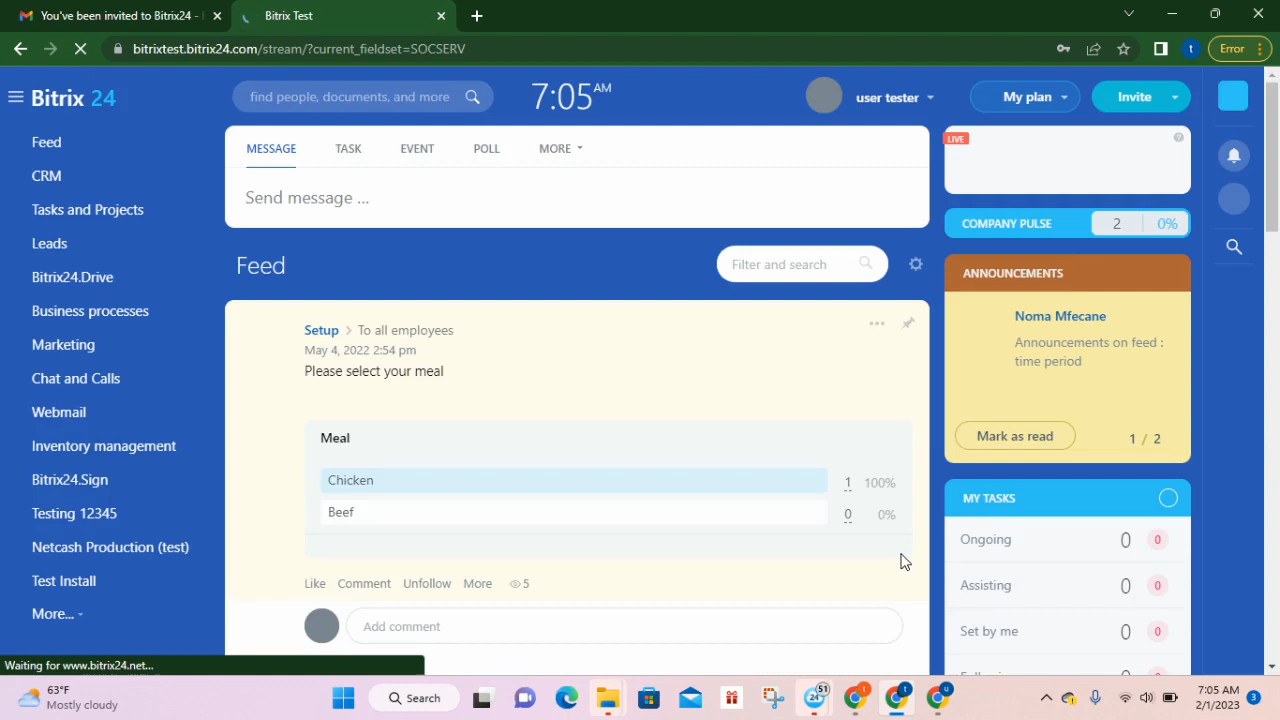 You've been invited to Bitrix24 -
Bitrix Test
bitrixtest.bitrix24.com/stream/?current_fieldset=SOCSERV
t
Error
Bitrix 24
find people, documents, and more
7:05 AM
user tester
My plan
Invite
Feed
CRM
Tasks and Projects
Leads
Bitrix24.Drive
Business processes
Marketing
Chat and Calls
Webmail
Inventory management
Bitrix24.Sign
Testing 12345
Netcash Production (test)
Test Install
More...
MESSAGE TASK EVENT POLL MORE
Send message ...
Feed
Filter and search
Setup > To all employees
May 4, 2022 2:54 pm
Please select your meal
Meal
Chicken 1 100%
Beef 0 0%
Like Comment Unfollow More 5
Add comment
LIVE
?
COMPANY PULSE 2 0%
ANNOUNCEMENTS
Noma Mfecane
Announcements on feed :
time period
Mark as read 1 / 2
MY TASKS
Ongoing 0 0
Assisting 0 0
Set by me 0 0
Waiting for www.bitrix24.net...
63°F
Mostly cloudy
Search
51
24
t
t
u
7:05 AM
2/1/2023
3